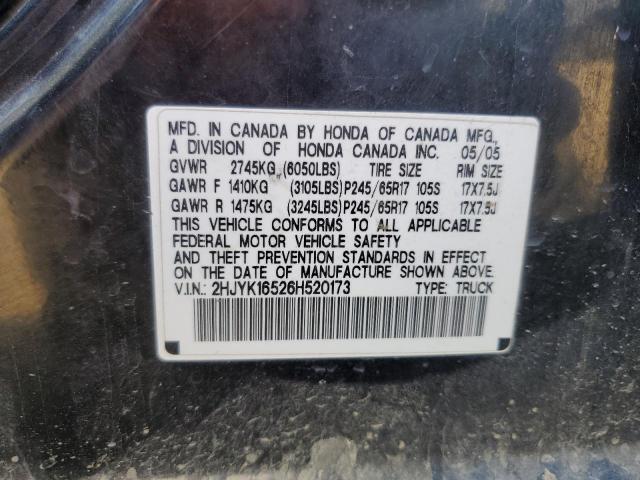 MFD. IN CANADA BY HONDA OF CANADA MFG.,
A DIVISION OF HONDA CANADA INC. 05/05
GVWR 2745KG (6050LBS) TIRE SIZE RIM SIZE
GAWR F 1410KG (3105LBS)P245/65R17 105S 17X7.5J
GAWR R 1475KG (3245LBS)P245/65R17 105S 17X7.5J
THIS VEHICLE CONFORMS TO ALL APPLICABLE
FEDERAL MOTOR VEHICLE SAFETY
AND THEFT PREVENTION STANDARDS IN EFFECT
ON THE DATE OF MANUFACTURE SHOWN ABOVE.
V.I.N.: 2HJYK16526H520173 TYPE: TRUCK